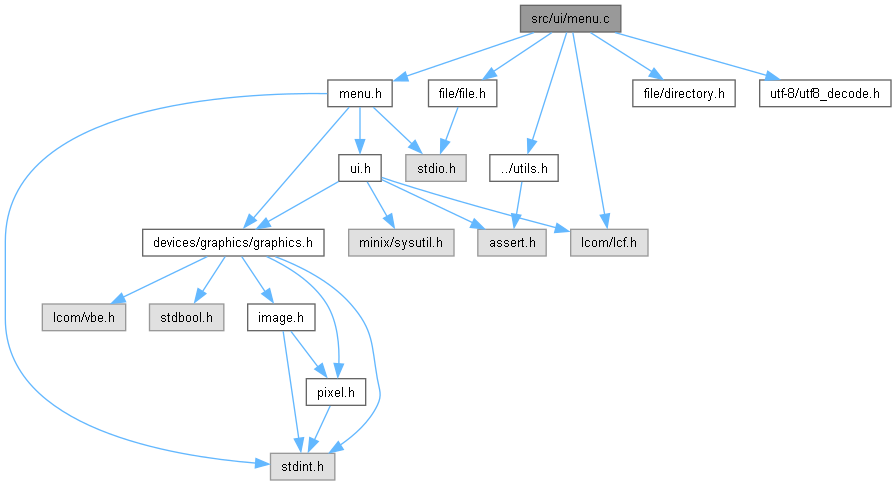 src/ui/menu.c
menu.h
file/file.h
file/directory.h
utf-8/utf8_decode.h
ui.h
stdio.h
../utils.h
devices/graphics/graphics.h
minix/sysutil.h
assert.h
lcom/lcf.h
lcom/vbe.h
stdbool.h
image.h
pixel.h
stdint.h